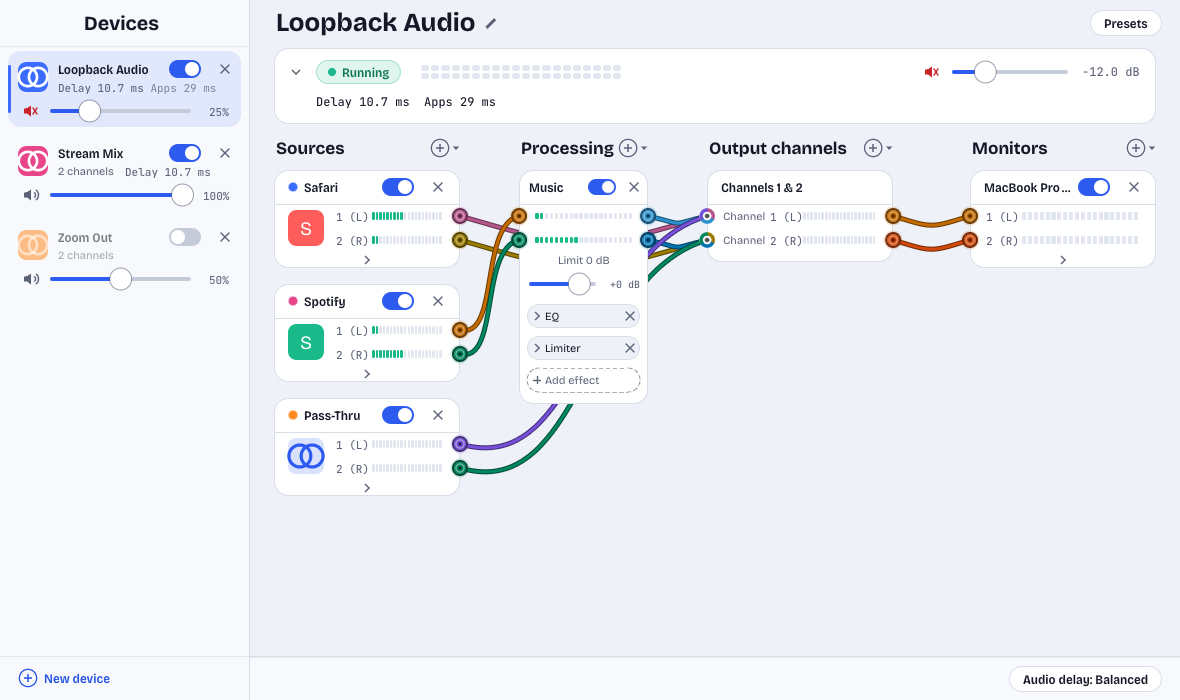 Devices
Loopback Audio
Delay 10.7 ms Apps 29 ms
25%
Stream Mix
2 channels Delay 10.7 ms
100%
Zoom Out
2 channels
50%
New device
Loopback Audio
Presets
Running
-12.0 dB
Delay 10.7 ms Apps 29 ms
Sources
Safari
S
1 (L)
2 (R)
Spotify
S
1 (L)
2 (R)
Pass-Thru
1 (L)
2 (R)
Processing
Music
Limit 0 dB
+0 dB
EQ
Limiter
+ Add effect
Output channels
Channels 1 & 2
Channel 1 (L)
Channel 2 (R)
Monitors
MacBook Pro...
1 (L)
2 (R)
Audio delay: Balanced